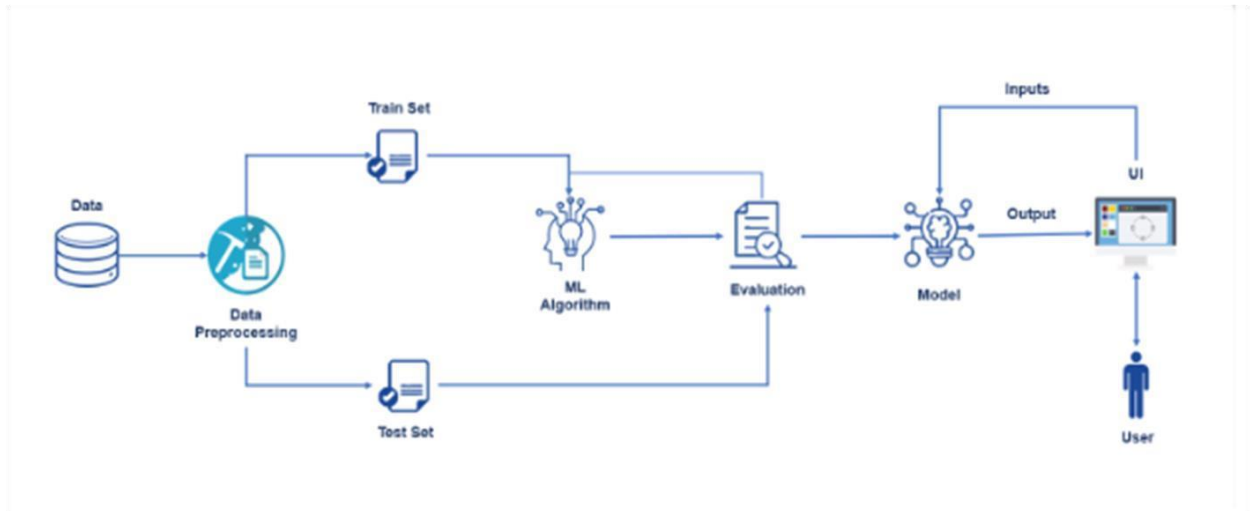 Train Set
Inputs
Data
UI
Output
ML
Algorithm
Evaluation
Model
Data
Preprocessing
Test Set
User